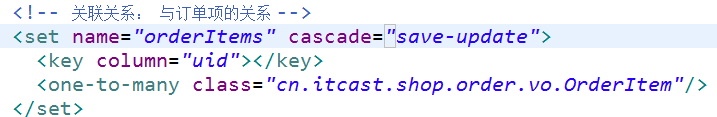 <!-- 关联关系： 与订单项的关系 -->
<set name="orderItems" cascade="save-update">
<key column="uid"></key>
<one-to-many class="cn.itcast.shop.order.vo.OrderItem"/>
</set>